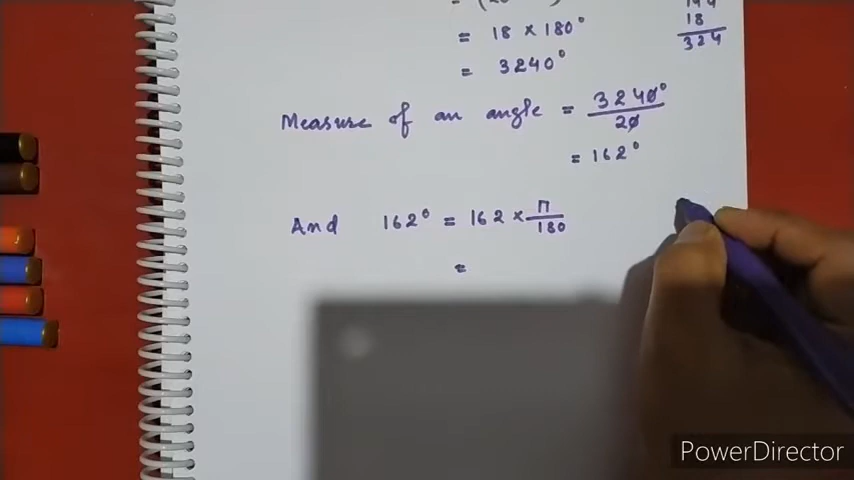 = 18 × 180°
18
= 3240°
324
Measure of an angle = 3240°/20
= 162°
And 162° = 162 × π/180
=
PowerDirector